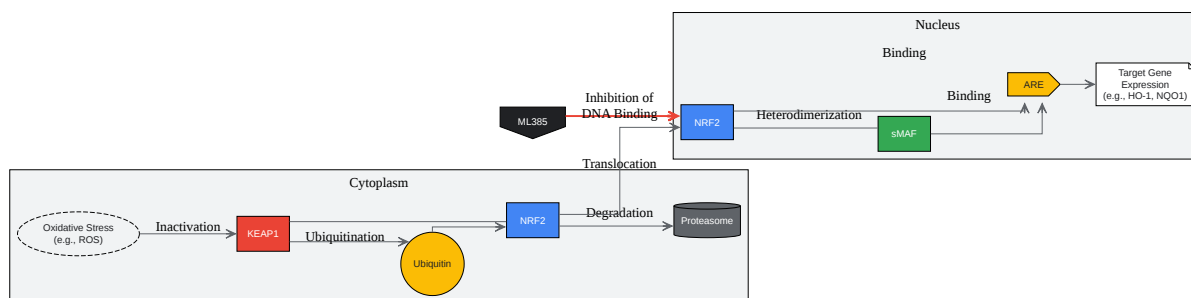 Nucleus
Binding
Target Gene
Expression
(e.g., HO-1, NQO1)
ARE
Inhibition of
DNA Binding
Binding
ML385
NRF2
Heterodimerization
sMAF
Translocation
Cytoplasm
Oxidative Stress
(e.g., ROS)
Inactivation
KEAP1
Ubiquitination
Ubiquitin
NRF2
Degradation
Proteasome